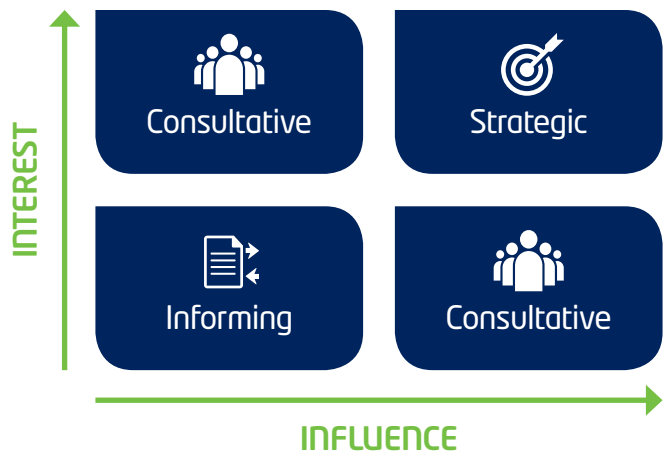 INTEREST
Consultative
Strategic
Informing
Consultative
INFLUENCE